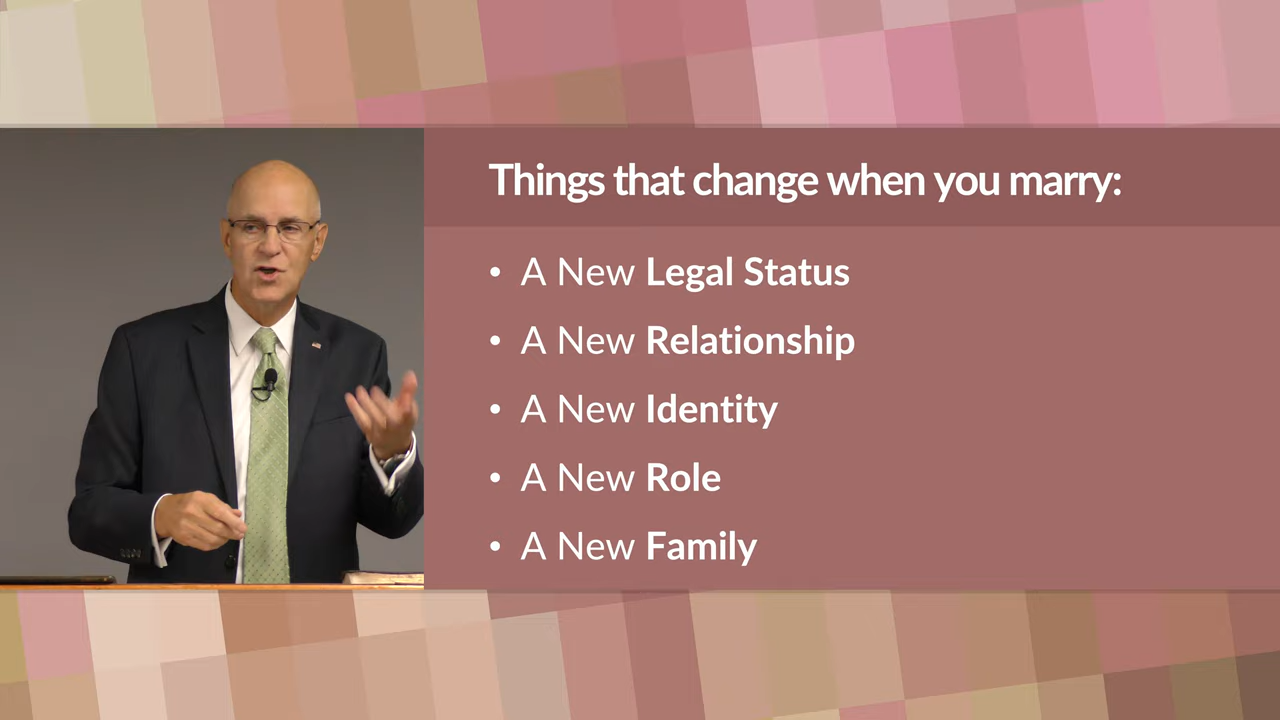 Things that change when you marry:
• A New Legal Status
• A New Relationship
• A New Identity
• A New Role
• A New Family